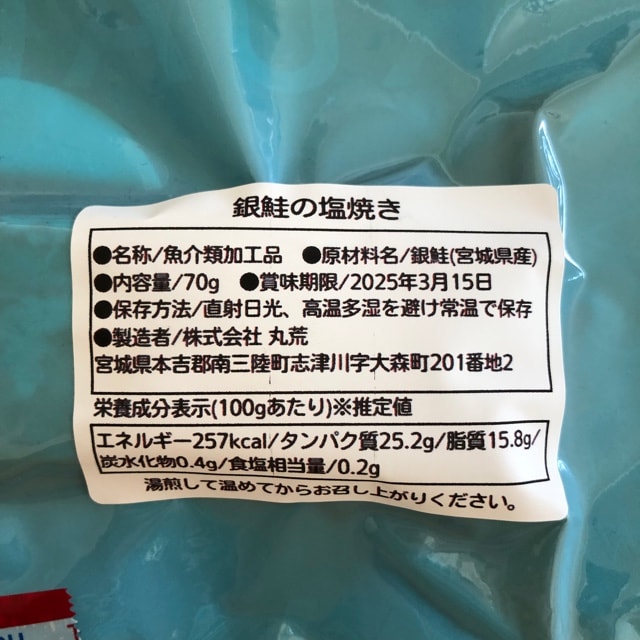 銀鮭の塩焼き
●名称/魚介類加工品 ●原材料名/銀鮭(宮城県産)
●内容量/70g ●賞味期限/2025年3月15日
●保存方法/直射日光、高温多湿を避け常温で保存
●製造者/株式会社 丸荒
宮城県本吉郡南三陸町志津川字大森町201番地2
栄養成分表示(100gあたり)※推定値
エネルギー257kcal/タンパク質25.2g/脂質15.8g/
炭水化物0.4g/食塩相当量/0.2g
湯煎して温めてからお召し上がりください。